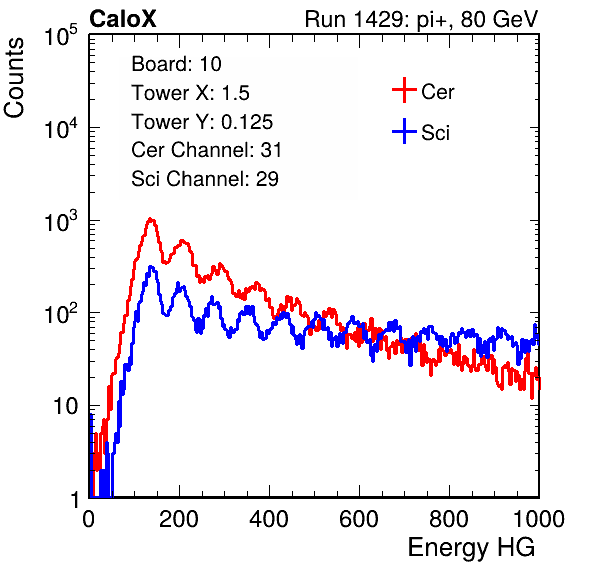 CaloX Run 1429: pi+, 80 GeV
Board: 10
Tower X: 1.5
Tower Y: 0.125
Cer Channel: 31
Sci Channel: 29
Cer
Sci
Counts
10^5
10^4
10^3
10^2
10
1
0 200 400 600 800 1000
Energy HG